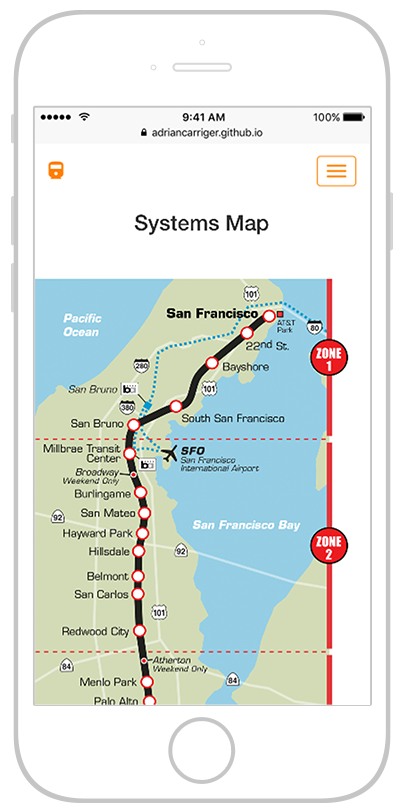 9:41 AM
100%
adriancarriger.github.io
Systems Map
Pacific
Ocean
101
San Francisco
AT&T
Park
80
22nd St.
ZONE
1
280
Bayshore
San Bruno
b
101
380
South San Francisco
San Bruno
Millbrae Transit
Center
SFO
San Francisco
International Airport
b
Broadway
Weekend Only
Burlingame
San Mateo
92
San Francisco Bay
Hayward Park
ZONE
2
Hillsdale
92
Belmont
San Carlos
101
Redwood City
Atherton
Weekend Only
84
84
Menlo Park
Palo Alto